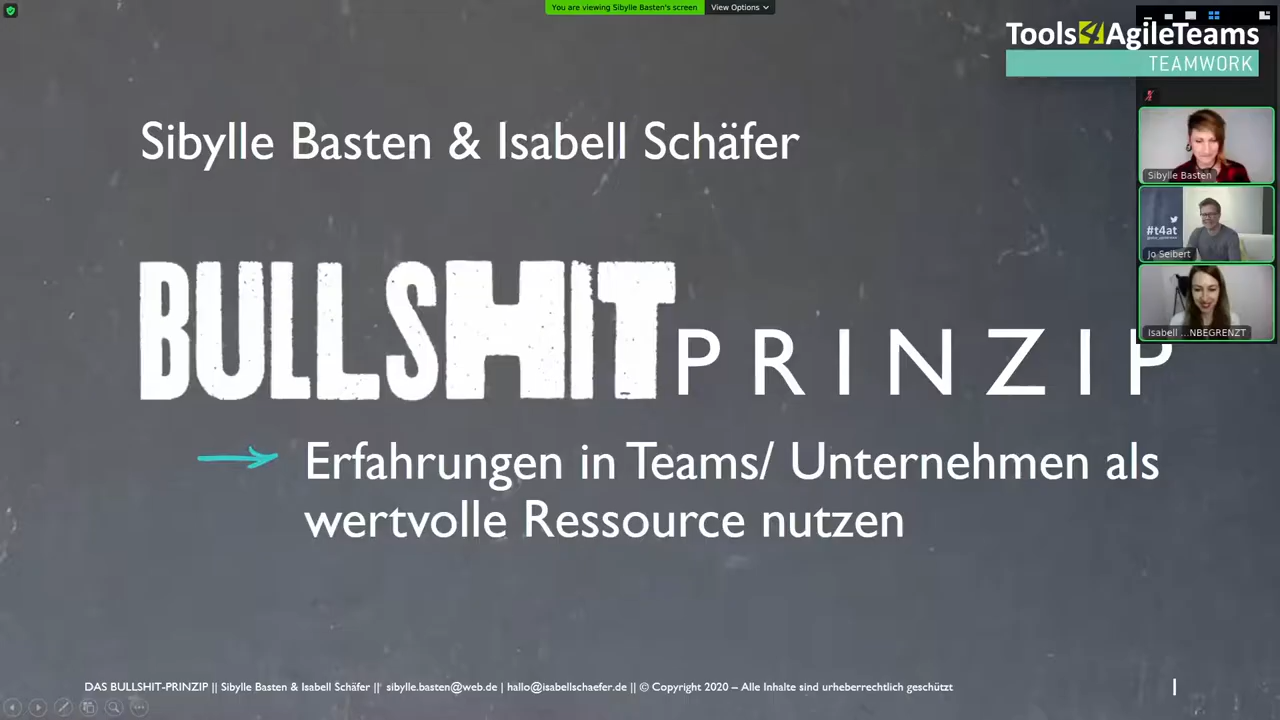 You are viewing Sibylle Basten's screen
View Options
Tools4AgileTeams
TEAMWORK
Sibylle Basten & Isabell Schäfer
Sibylle Basten
#t4at
Jo Seibert
Isabell ...NBEGRENZT
BULLSHIT PRINZIP
Erfahrungen in Teams/ Unternehmen als
wertvolle Ressource nutzen
DAS BULLSHIT-PRINZIP || Sibylle Basten & Isabell Schäfer || sibylle.basten@web.de | hallo@isabellschaefer.de || © Copyright 2020 – Alle Inhalte sind urheberrechtlich geschützt
1